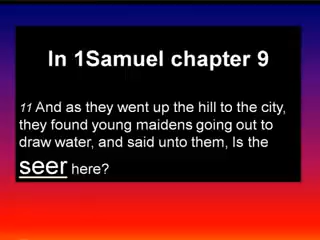 In 1Samuel chapter 9
11 And as they went up the hill to the city,
they found young maidens going out to
draw water, and said unto them, Is the
seer here?